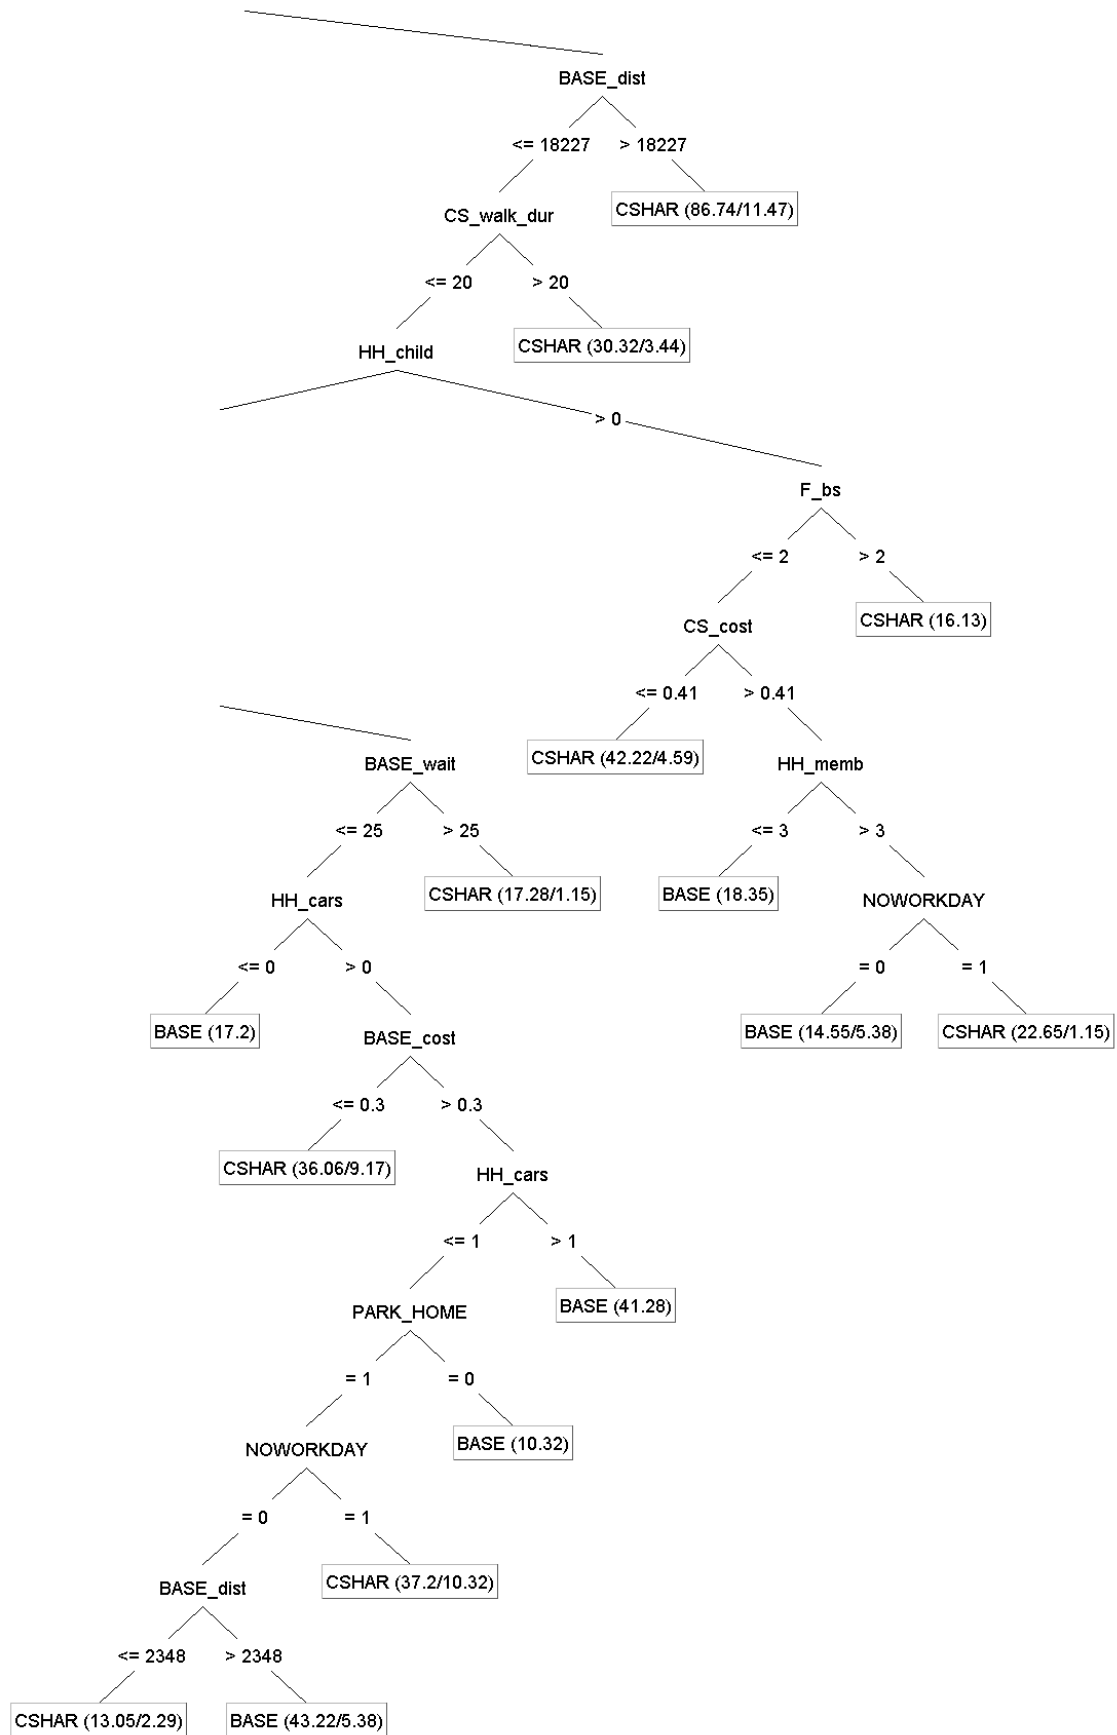 BASE_dist
<= 18227 > 18227
CS_walk_dur CSHAR (86.74/11.47)
<= 20 > 20
HH_child CSHAR (30.32/3.44)
> 0
F_bs
<= 2 > 2
CS_cost CSHAR (16.13)
<= 0.41 > 0.41
BASE_wait CSHAR (42.22/4.59) HH_memb
<= 25 > 25 <= 3 > 3
HH_cars CSHAR (17.28/1.15) BASE (18.35) NOWORKDAY
<= 0 > 0 = 0 = 1
BASE (17.2) BASE_cost BASE (14.55/5.38) CSHAR (22.65/1.15)
<= 0.3 > 0.3
CSHAR (36.06/9.17) HH_cars
<= 1 > 1
PARK_HOME BASE (41.28)
= 1 = 0
NOWORKDAY BASE (10.32)
= 0 = 1
BASE_dist CSHAR (37.2/10.32)
<= 2348 > 2348
CSHAR (13.05/2.29) BASE (43.22/5.38)